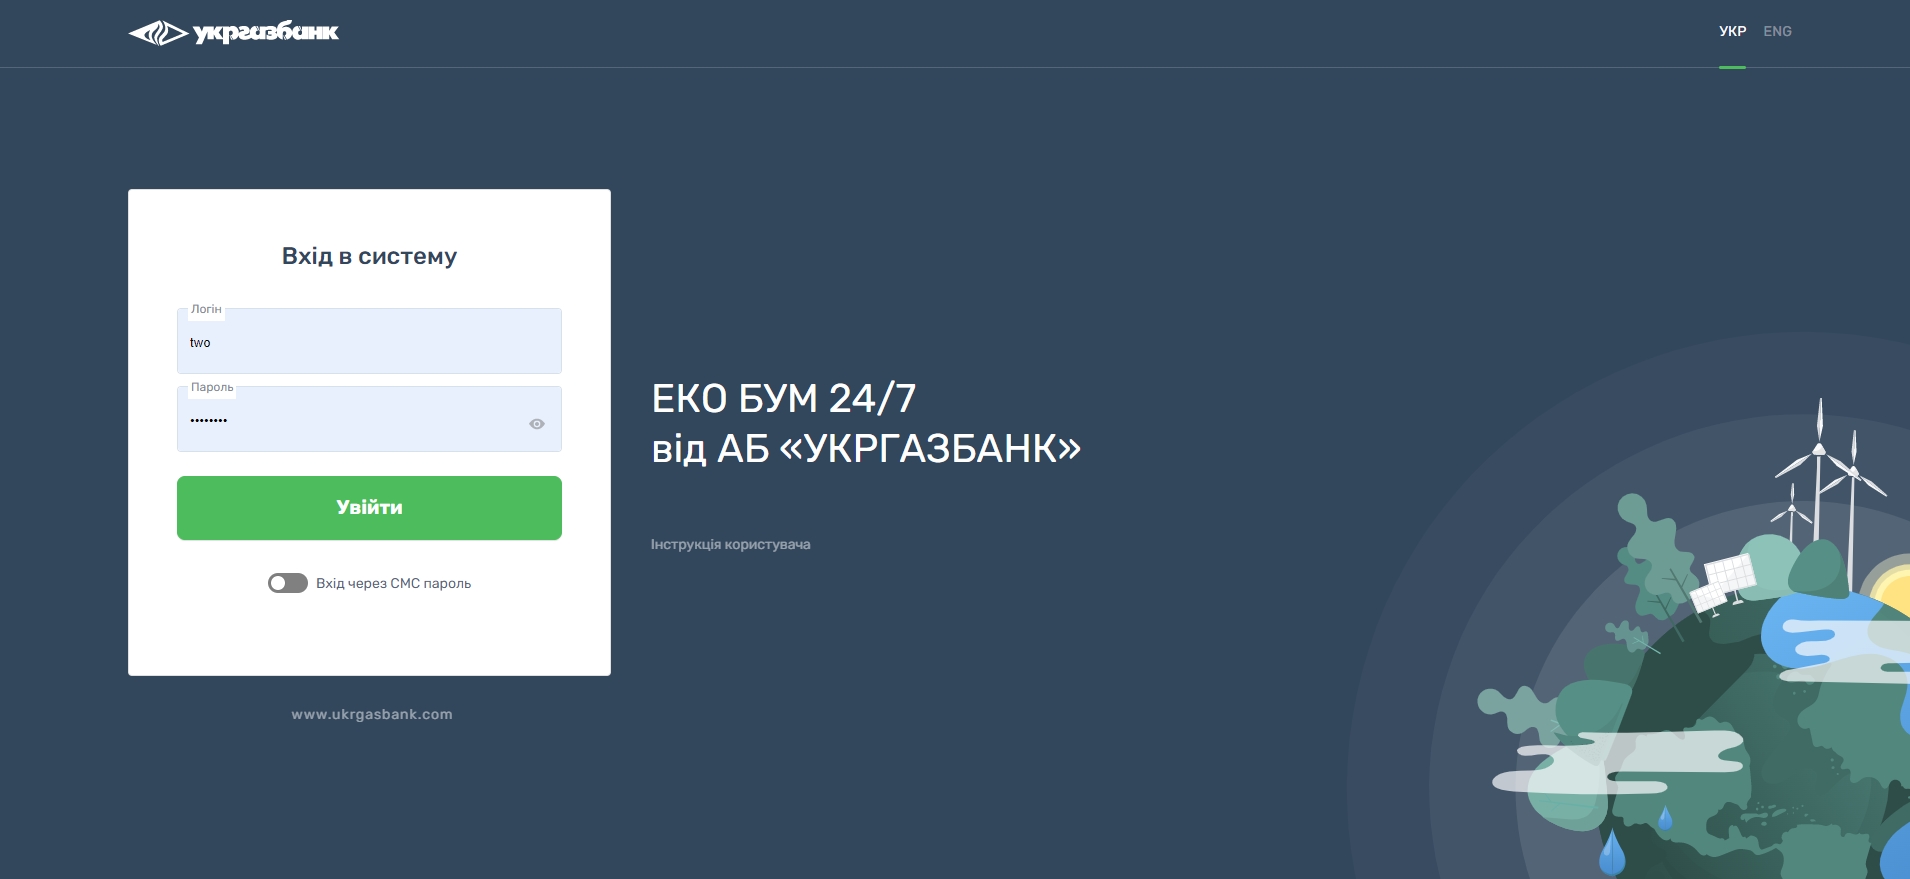 укргазбанк
УКР ENG
Вхід в систему
Логін
two
Пароль
••••••••
Увійти
Вхід через СМС пароль
www.ukrgasbank.com
ЕКО БУМ 24/7
від АБ «УКРГАЗБАНК»
Інструкція користувача